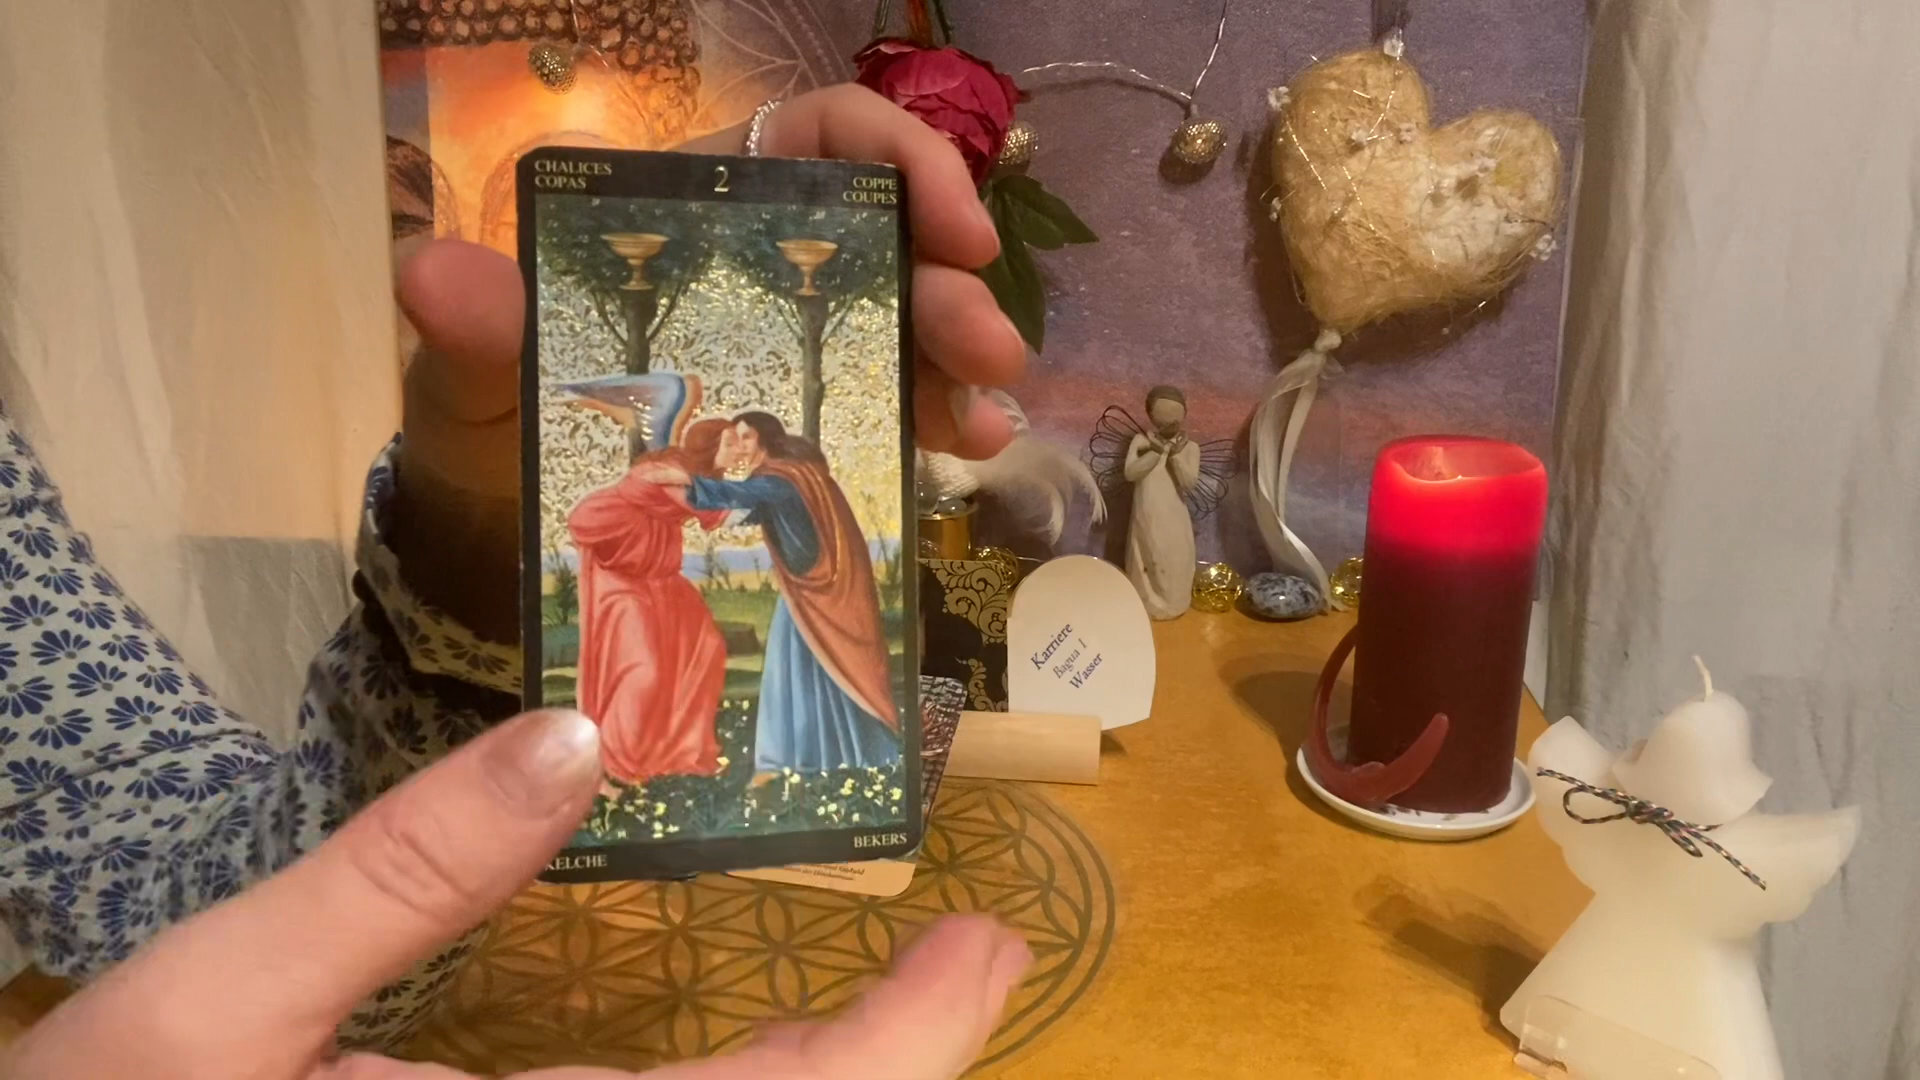 CHALICES
COPAS
2
COPPE
COUPES
KELCHE
BEKERS
Karriere
Bagua 1
Wasser